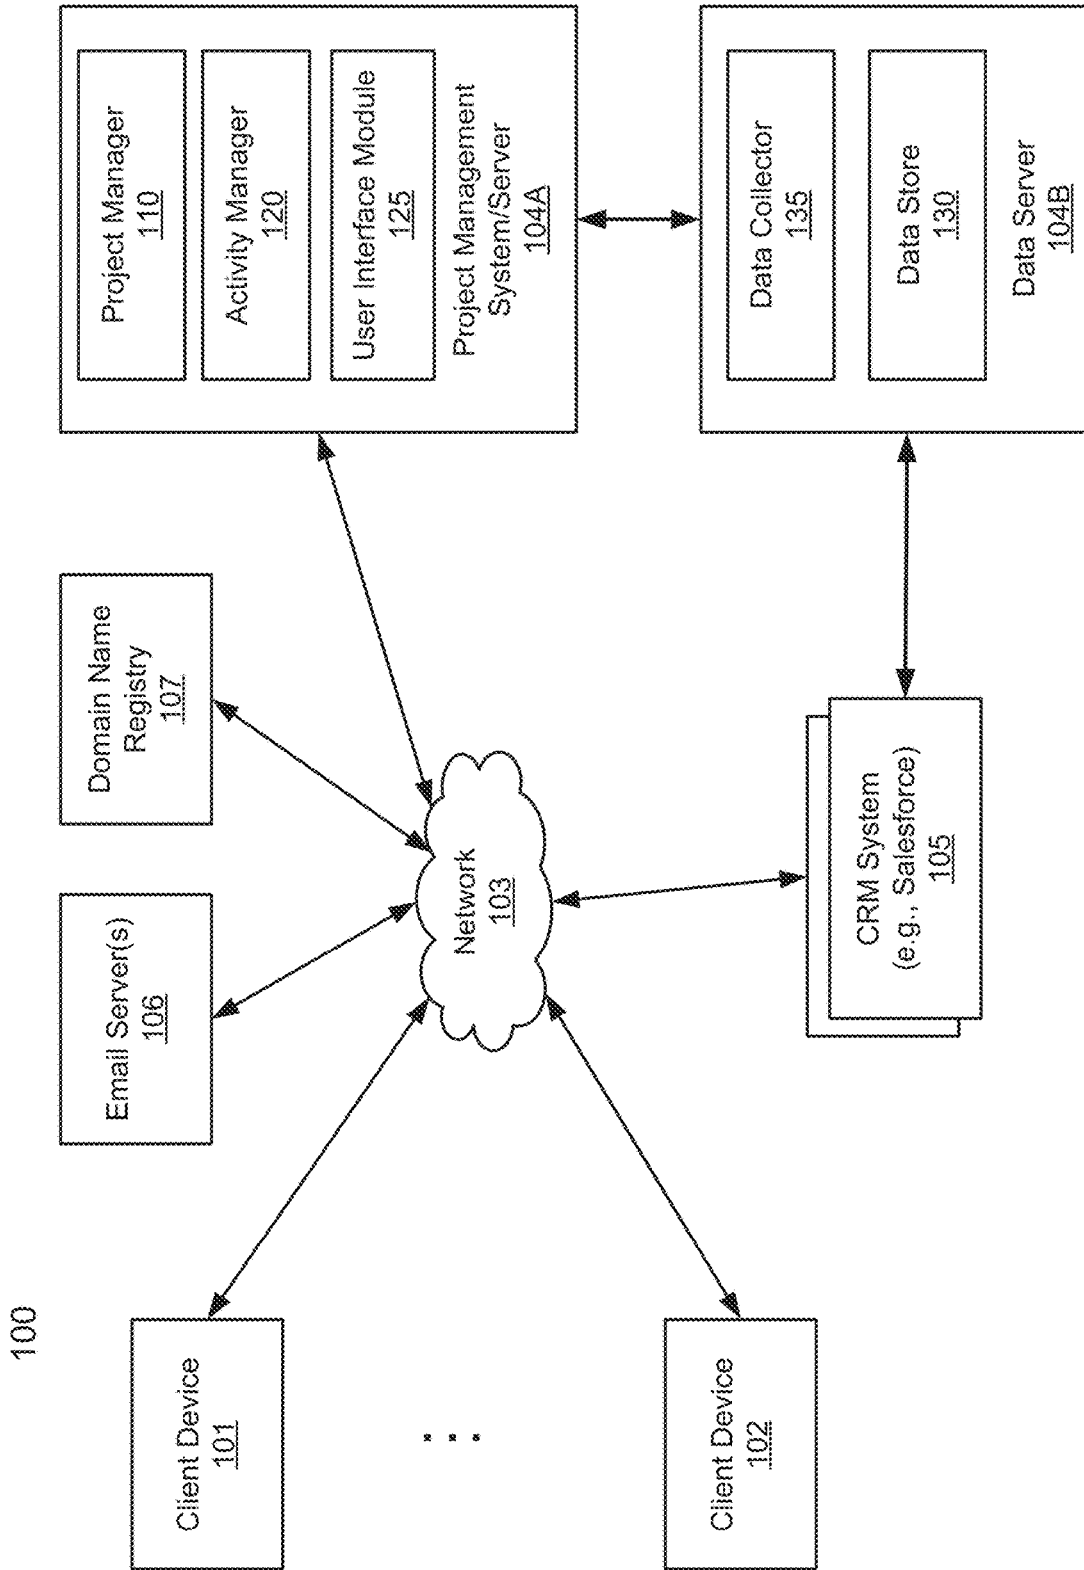 100
Client Device
101
. . .
Client Device
102
Email Server(s)
106
Domain Name
Registry
107
Network
103
CRM System
(e.g., Salesforce)
105
Project Manager
110
Activity Manager
120
User Interface Module
125
Project Management
System/Server
104A
Data Collector
135
Data Store
130
Data Server
104B